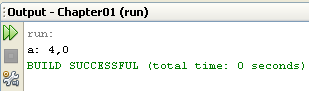 Output - Chapter01 (run)
run:
a: 4,0
BUILD SUCCESSFUL (total time: 0 seconds)